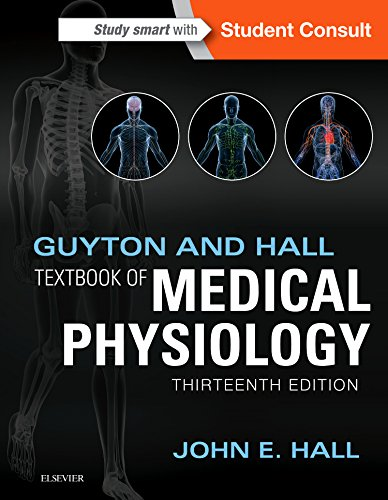 Study smart with Student Consult
GUYTON AND HALL
TEXTBOOK OF MEDICAL
PHYSIOLOGY
THIRTEENTH EDITION
JOHN E. HALL
ELSEVIER